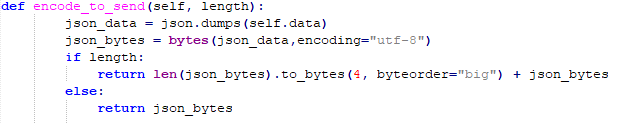 def encode_to_send(self, length):
        json_data = json.dumps(self.data)
        json_bytes = bytes(json_data,encoding="utf-8")
        if length:
            return len(json_bytes).to_bytes(4, byteorder="big") + json_bytes
        else:
            return json_bytes